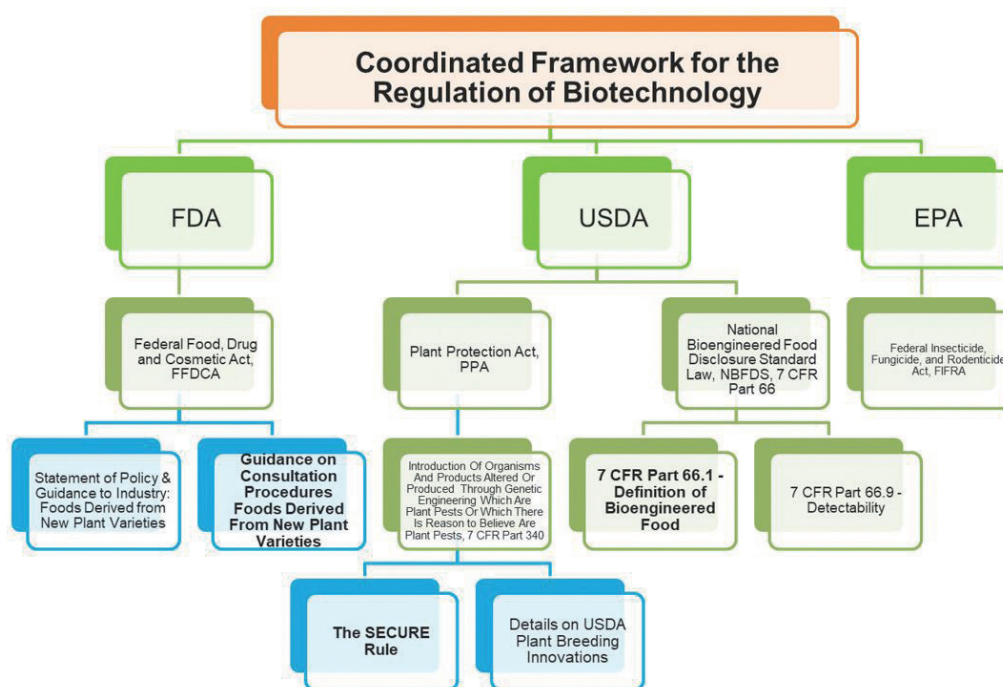 Coordinated Framework for the
Regulation of Biotechnology
FDA
USDA
EPA
Federal Food, Drug
and Cosmetic Act,
FFDCA
Plant Protection Act,
PPA
National
Bioengineered Food
Disclosure Standard
Law, NBFDS, 7 CFR
Part 66
Federal Insecticide,
Fungicide, and Rodenticide
Act, FIFRA
Statement of Policy &
Guidance to Industry:
Foods Derived from
New Plant Varieties
Guidance on
Consultation
Procedures
Foods Derived
From New Plant
Varieties
Introduction Of Organisms
And Products Altered Or
Produced Through Genetic
Engineering Which Are
Plant Pests Or Which There
Is Reason to Believe Are
Plant Pests, 7 CFR Part 340
7 CFR Part 66.1 -
Definition of
Bioengineered
Food
7 CFR Part 66.9 -
Detectability
The SECURE
Rule
Details on USDA
Plant Breeding
Innovations